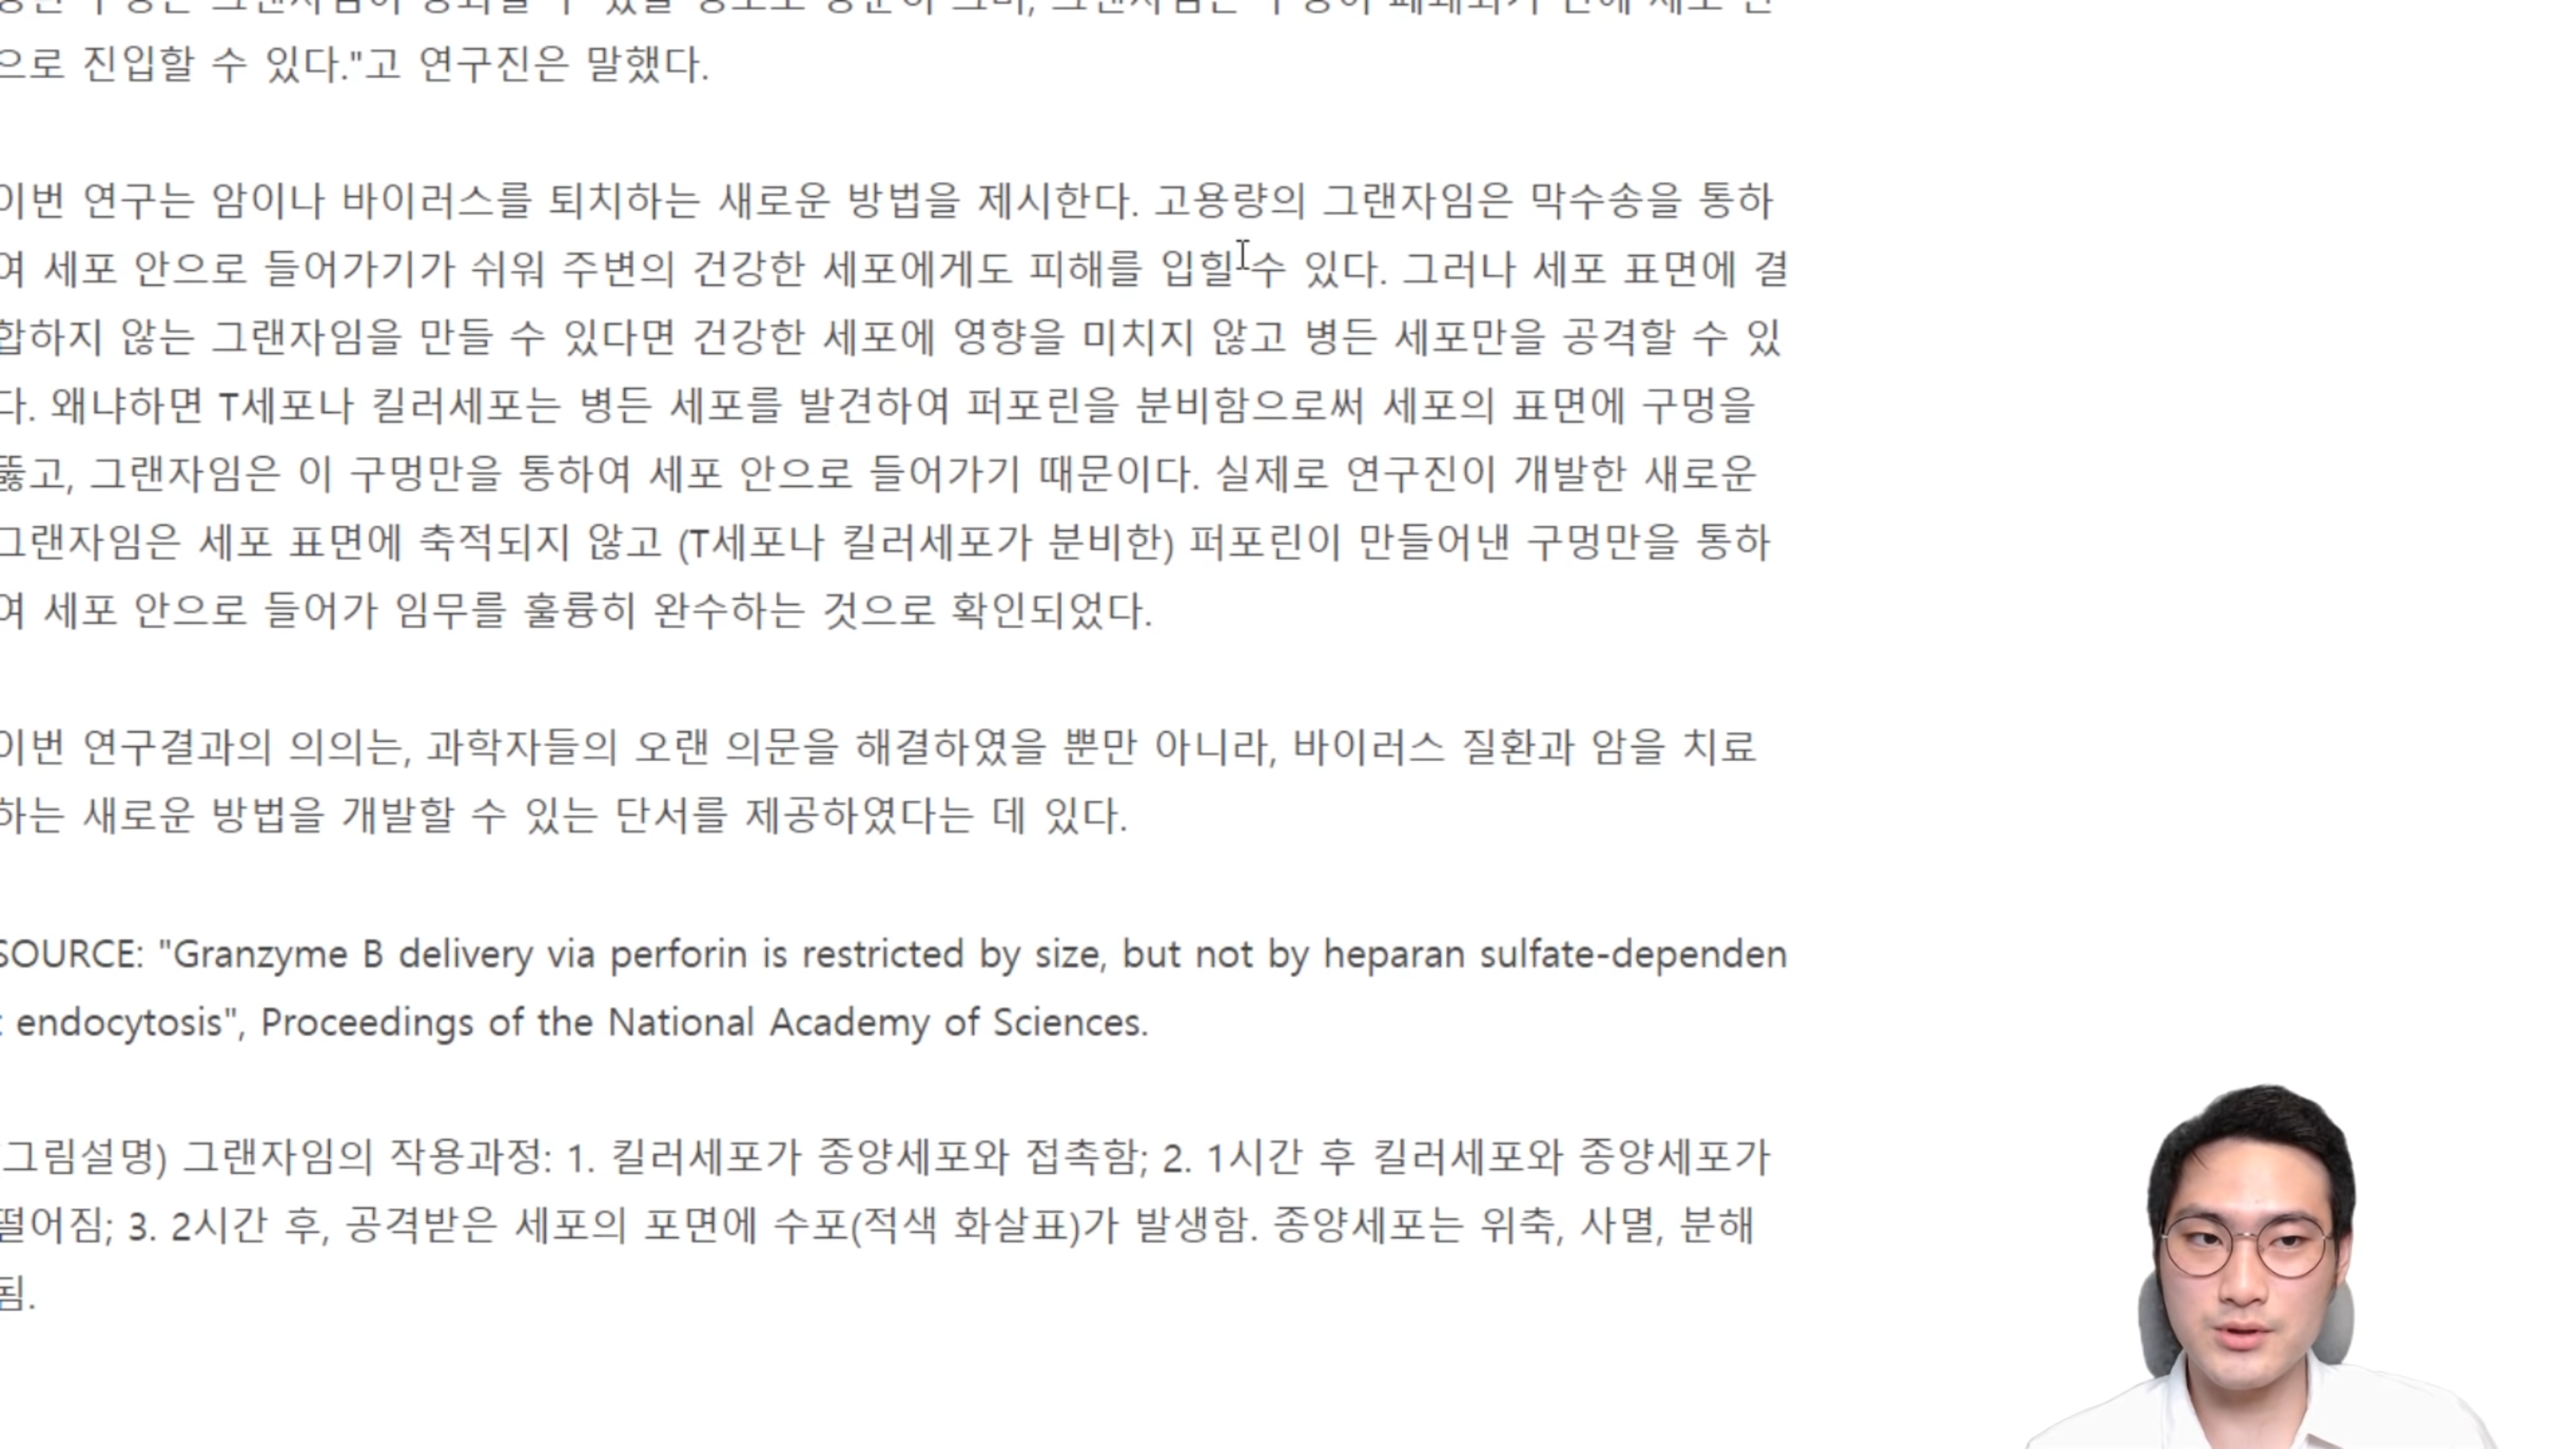 으로 진입할 수 있다."고 연구진은 말했다.
이번 연구는 암이나 바이러스를 퇴치하는 새로운 방법을 제시한다. 고용량의 그랜자임은 막수송을 통하
여 세포 안으로 들어가기가 쉬워 주변의 건강한 세포에게도 피해를 입힐 수 있다. 그러나 세포 표면에 결
합하지 않는 그랜자임을 만들 수 있다면 건강한 세포에 영향을 미치지 않고 병든 세포만을 공격할 수 있
다. 왜냐하면 T세포나 킬러세포는 병든 세포를 발견하여 퍼포린을 분비함으로써 세포의 표면에 구멍을
뚫고, 그랜자임은 이 구멍만을 통하여 세포 안으로 들어가기 때문이다. 실제로 연구진이 개발한 새로운
그랜자임은 세포 표면에 축적되지 않고 (T세포나 킬러세포가 분비한) 퍼포린이 만들어낸 구멍만을 통하
여 세포 안으로 들어가 임무를 훌륭히 완수하는 것으로 확인되었다.
이번 연구결과의 의의는, 과학자들의 오랜 의문을 해결하였을 뿐만 아니라, 바이러스 질환과 암을 치료
하는 새로운 방법을 개발할 수 있는 단서를 제공하였다는 데 있다.
SOURCE: "Granzyme B delivery via perforin is restricted by size, but not by heparan sulfate-dependen
t endocytosis", Proceedings of the National Academy of Sciences.
그림설명) 그랜자임의 작용과정: 1. 킬러세포가 종양세포와 접촉함; 2. 1시간 후 킬러세포와 종양세포가
떨어짐; 3. 2시간 후, 공격받은 세포의 포면에 수포(적색 화살표)가 발생함. 종양세포는 위축, 사멸, 분해
됨.